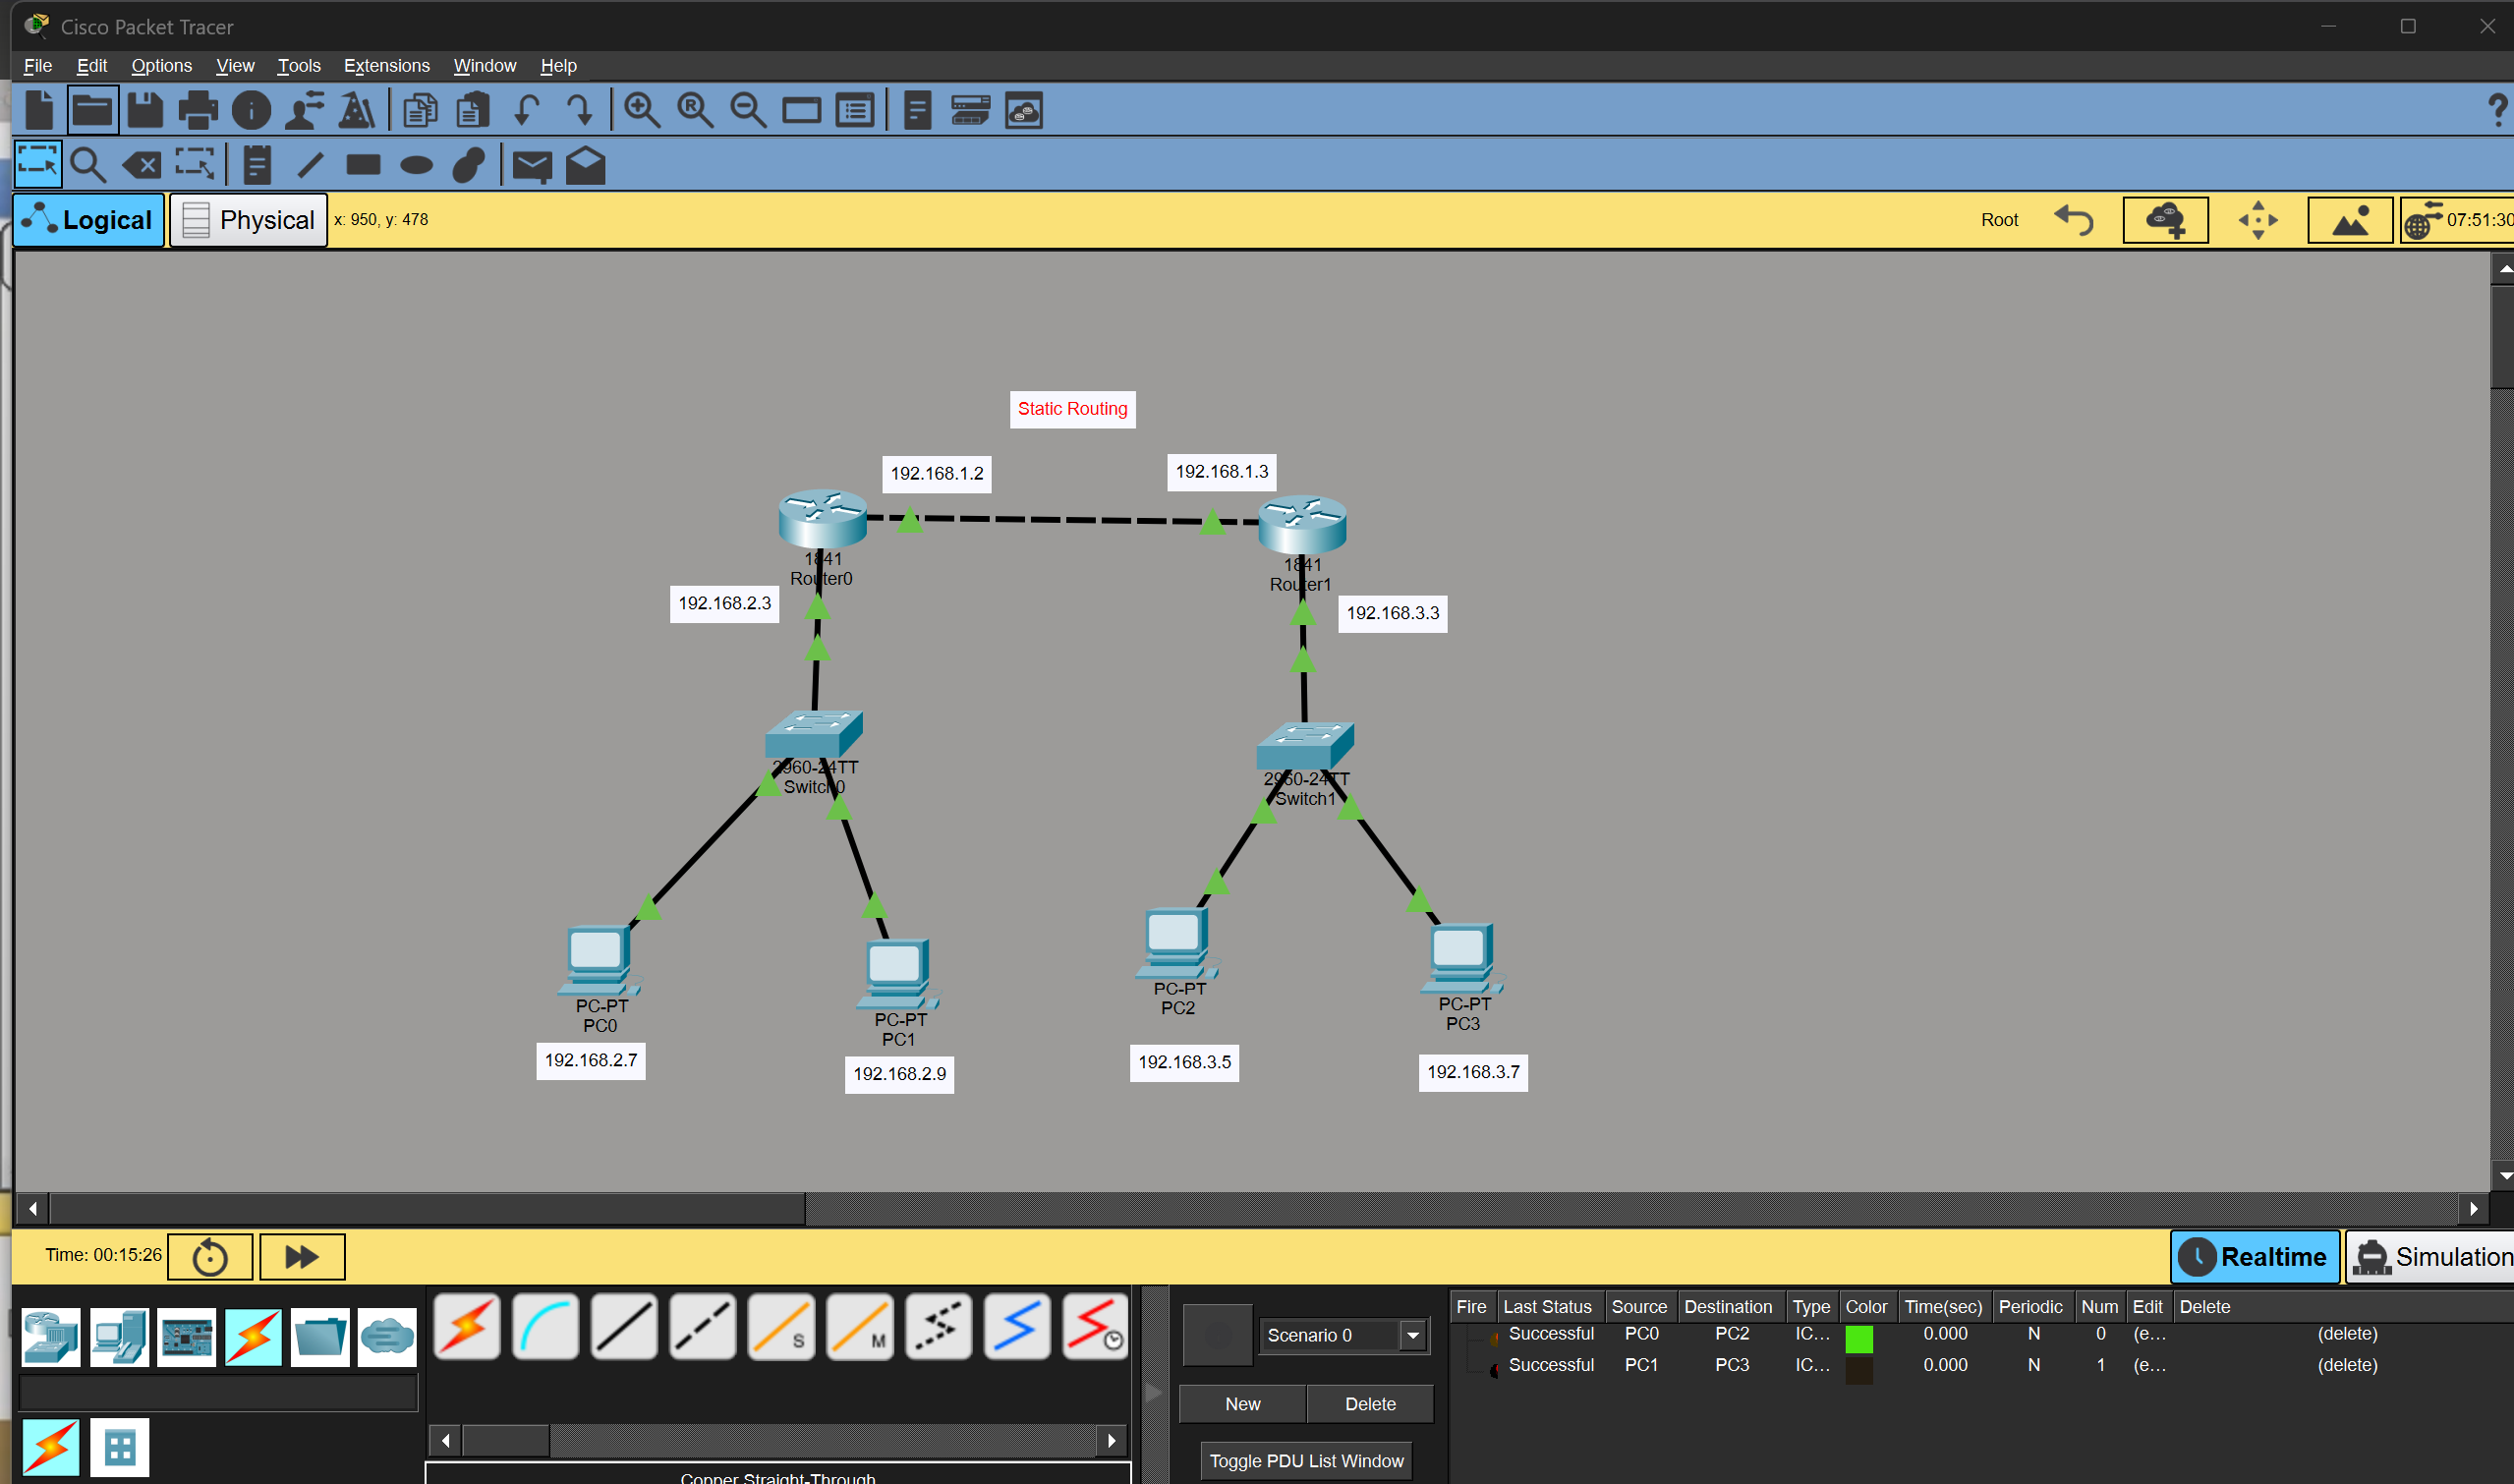 Cisco Packet Tracer
File Edit Options View Tools Extensions Window Help
Logical Physical x: 950, y: 478 Root 07:51:30
Static Routing
192.168.1.2 192.168.1.3
1841
Router0
1841
Router1
192.168.2.3
192.168.3.3
2960-24TT
Switch0
2960-24TT
Switch1
PC-PT
PC0
PC-PT
PC1
PC-PT
PC2
PC-PT
PC3
192.168.2.7
192.168.2.9
192.168.3.5
192.168.3.7
Time: 00:15:26
Realtime Simulation
S M
Scenario 0
New Delete
Toggle PDU List Window
Fire Last Status Source Destination Type Color Time(sec) Periodic Num Edit Delete
Successful PC0 PC2 IC... 0.000 N 0 (e... (delete)
Successful PC1 PC3 IC... 0.000 N 1 (e... (delete)
Copper Straight-Through